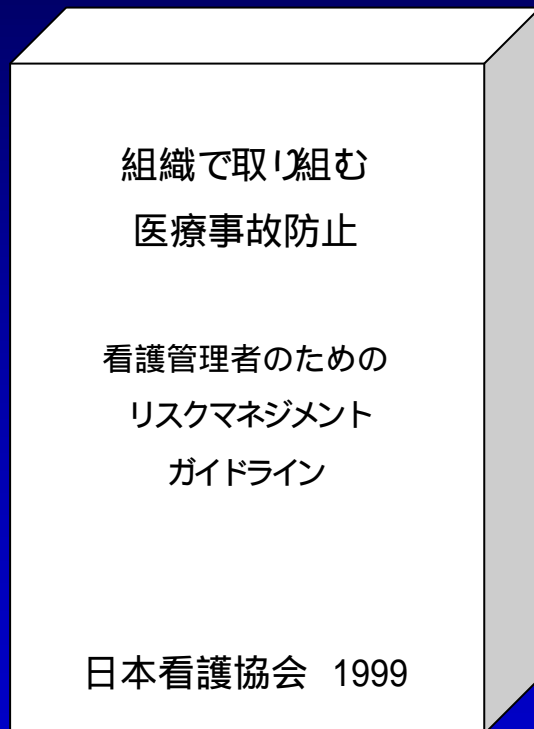 組織で取り組む
医療事故防止
看護管理者のための
リスクマネジメント
ガイドライン
日本看護協会 1999